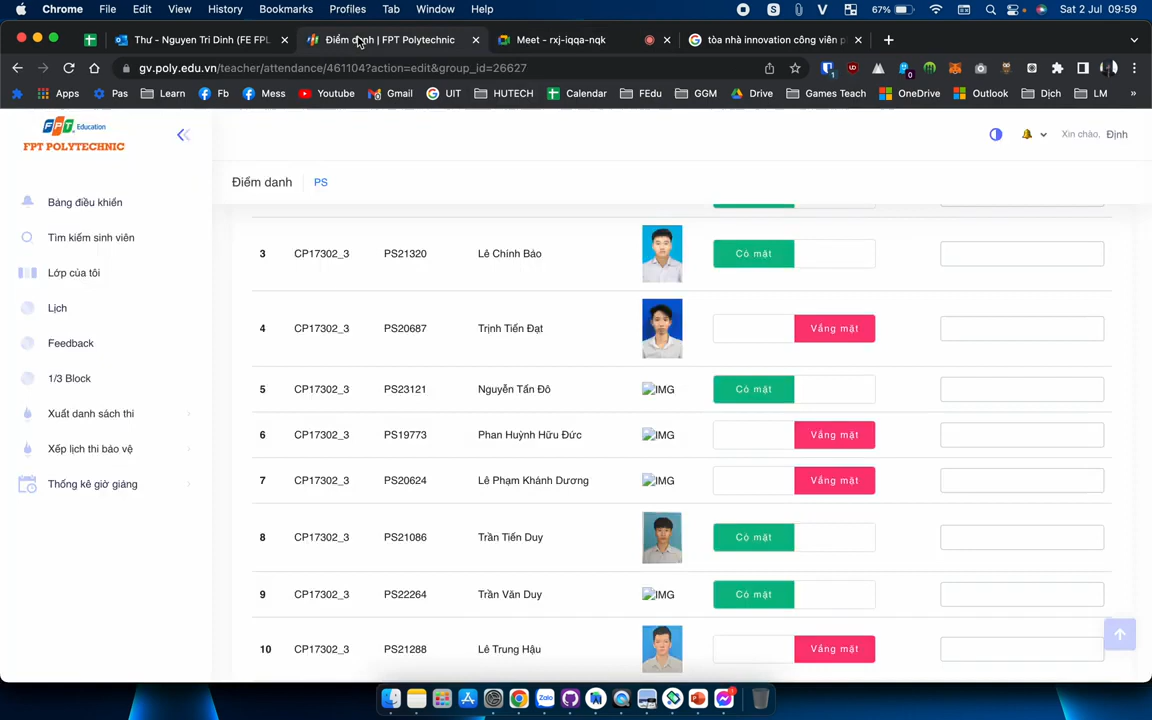 Chrome File Edit View History Bookmarks Profiles Tab Window Help 67% Sat 2 Jul 09:59
Thư - Nguyen Tri Dinh (FE FPL Điểm danh | FPT Polytechnic Meet - rxj-iqqa-nqk tòa nhà innovation công viên p
gv.poly.edu.vn/teacher/attendance/461104?action=edit&group_id=26627
Apps Pas Learn Fb Mess Youtube Gmail UIT HUTECH Calendar FEdu GGM Drive Games Teach OneDrive Outlook Dịch LM »
FPT Education
FPT POLYTECHNIC
Xin chào, Định
Điểm danh PS
Bảng điều khiển
Tìm kiếm sinh viên
Lớp của tôi
Lịch
Feedback
1/3 Block
Xuất danh sách thi
Xếp lịch thi bảo vệ
Thống kê giờ giảng
3 CP17302_3 PS21320 Lê Chính Bảo Có mặt
4 CP17302_3 PS20687 Trịnh Tiến Đạt Vắng mặt
5 CP17302_3 PS23121 Nguyễn Tấn Đô IMG Có mặt
6 CP17302_3 PS19773 Phan Huỳnh Hữu Đức IMG Vắng mặt
7 CP17302_3 PS20624 Lê Phạm Khánh Dương IMG Vắng mặt
8 CP17302_3 PS21086 Trần Tiến Duy Có mặt
9 CP17302_3 PS22264 Trần Văn Duy IMG Có mặt
10 CP17302_3 PS21288 Lê Trung Hậu Vắng mặt
Zalo